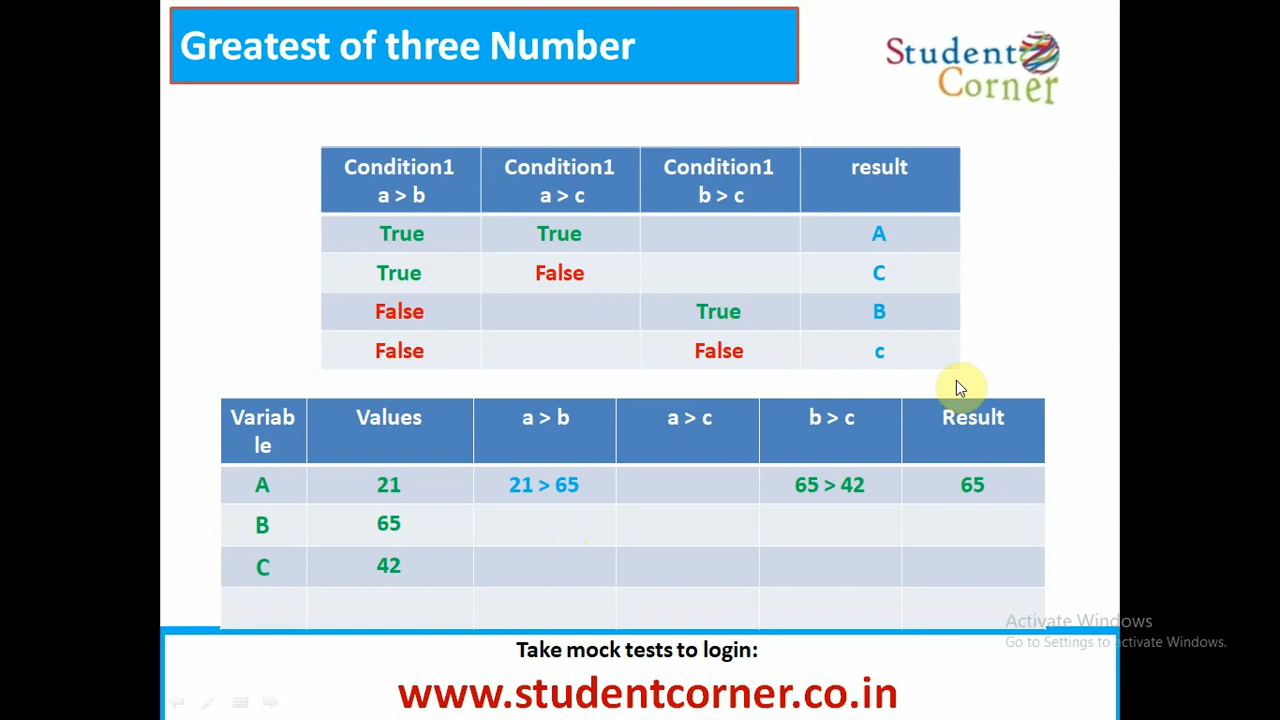 Greatest of three Number
Student
Corner
Condition1 Condition1 Condition1 result
a > b a > c b > c
True True A
True False C
False True B
False False c
Variab Values a > b a > c b > c Result
le
A 21 21 > 65 65 > 42 65
B 65
C 42
Activate Windows
Go to Settings to activate Windows.
Take mock tests to login:
www.studentcorner.co.in